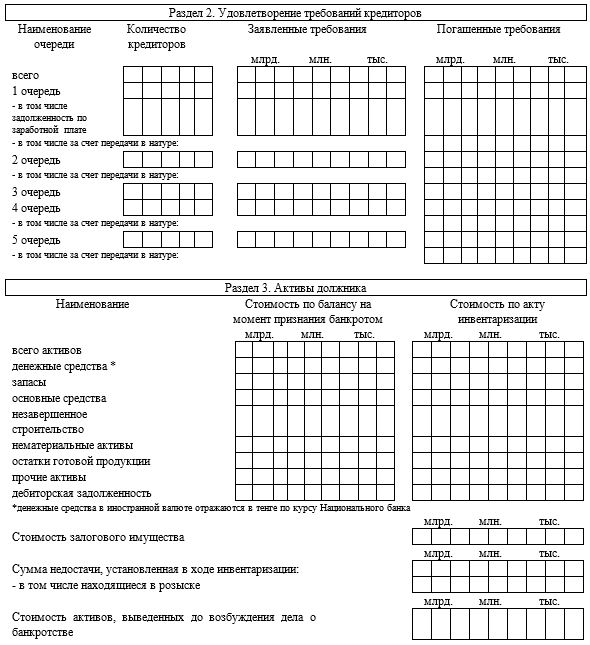 Раздел 2. Удовлетворение требований кредиторов
Наименование Количество Заявленные требования Погашенные требования
очереди кредиторов
млрд. млн. тыс. млрд. млн. тыс.
всего
1 очередь
- в том числе
задолженность по
заработной плате
- в том числе за счет передачи в натуре:
2 очередь
- в том числе за счет передачи в натуре:
3 очередь
4 очередь
- в том числе за счет передачи в натуре:
5 очередь
- в том числе за счет передачи в натуре:
Раздел 3. Активы должника
Наименование Стоимость по балансу на Стоимость по акту
момент признания банкротом инвентаризации
млрд. млн. тыс. млрд. млн. тыс.
всего активов
денежные средства *
запасы
основные средства
незавершенное
строительство
нематериальные активы
остатки готовой продукции
прочие активы
дебиторская задолженность
*денежные средства в иностранной валюте отражаются в тенге по курсу Национального банка
млрд. млн. тыс.
Стоимость залогового имущества
млрд. млн. тыс.
Сумма недостачи, установленная в ходе инвентаризации:
- в том числе находящиеся в розыске
млрд. млн. тыс.
Стоимость активов, выведенных до возбуждения дела о
банкротстве